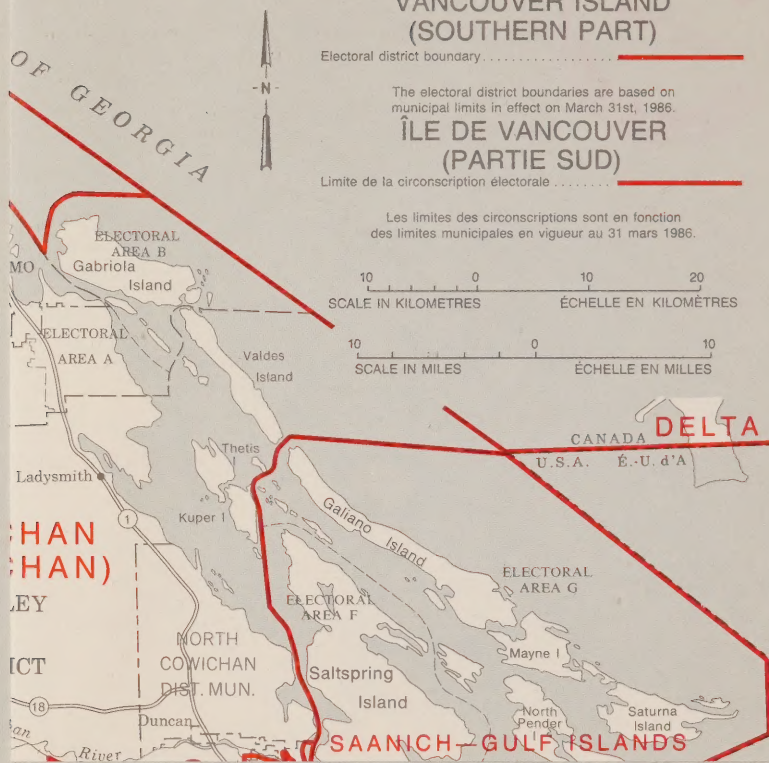 VANCOUVER ISLAND
(SOUTHERN PART)
Electoral district boundary
The electoral district boundaries are based on
municipal limits in effect on March 31st, 1986.
ÎLE DE VANCOUVER
(PARTIE SUD)
Limite de la circonscription électorale
Les limites des circonscriptions sont en fonction
des limites municipales en vigueur au 31 mars 1986.
10 0 10 20
SCALE IN KILOMETRES ÉCHELLE EN KILOMÈTRES
10 0 10
SCALE IN MILES ÉCHELLE EN MILLES
N
OF GEORGIA
ELECTORAL
AREA B
Gabriola
Island
MO
ELECTORAL
AREA A
Valdes
Island
CANADA
DELTA
U.S.A. É.-U. d'A
Thetis
I
Ladysmith
Kuper I
1
Galiano
Island
HAN
CHAN)
LEY
ICT
ELECTORAL
AREA G
ELECTORAL
AREA F
NORTH
COWICHAN
DIST. MUN.
Mayne I
Saltspring
Island
18
Duncan
North
Pender
I
Saturna
Island
an
River
SAANICH—GULF ISLANDS